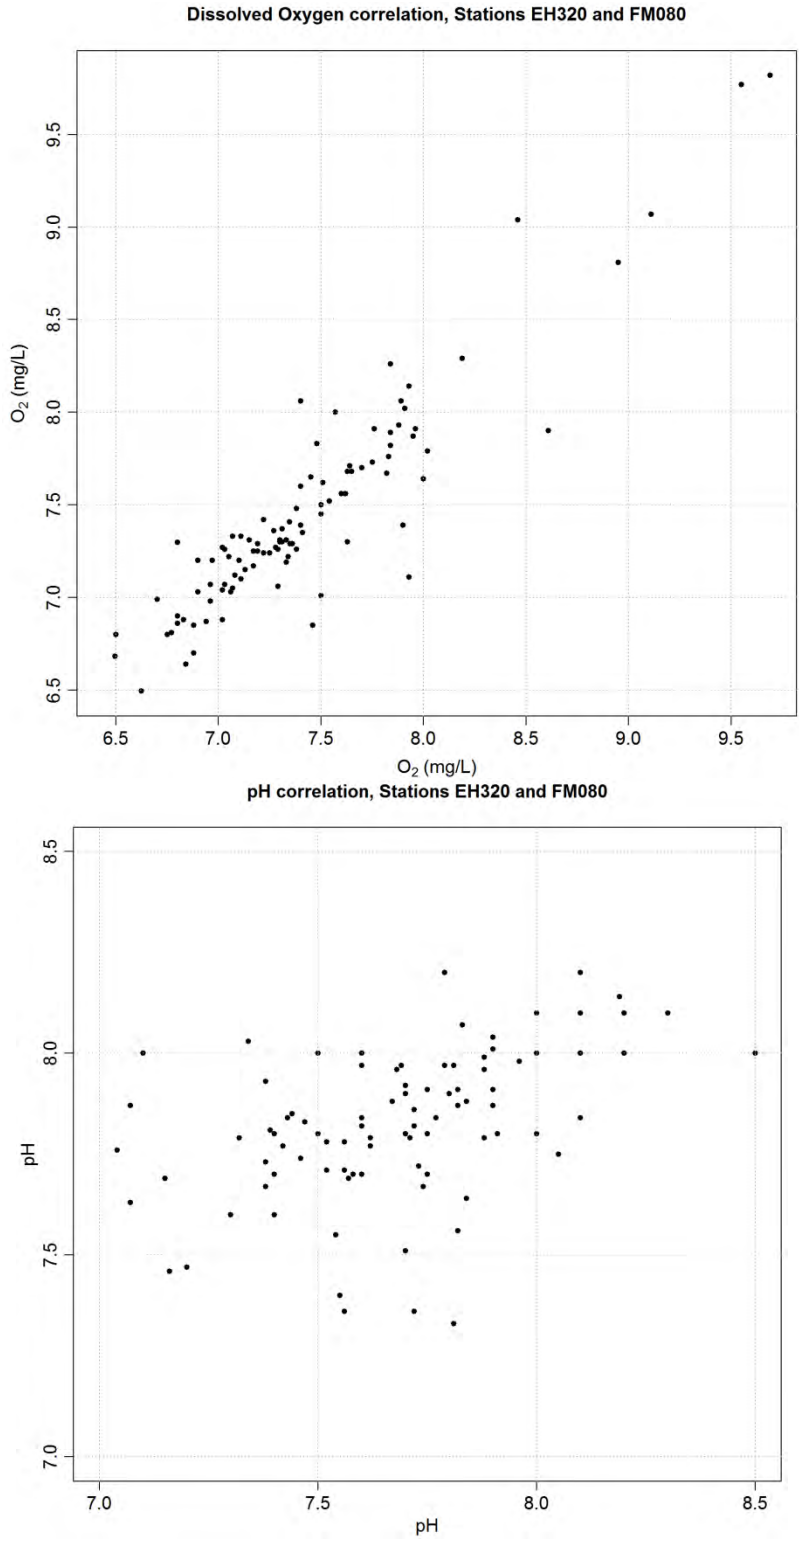 Dissolved Oxygen correlation, Stations EH320 and FM080
9.5
9.0
8.5
8.0
7.5
7.0
6.5
O₂ (mg/L)
6.5 7.0 7.5 8.0 8.5 9.0 9.5
O₂ (mg/L)
pH correlation, Stations EH320 and FM080
8.5
8.0
7.5
7.0
pH
7.0 7.5 8.0 8.5
pH